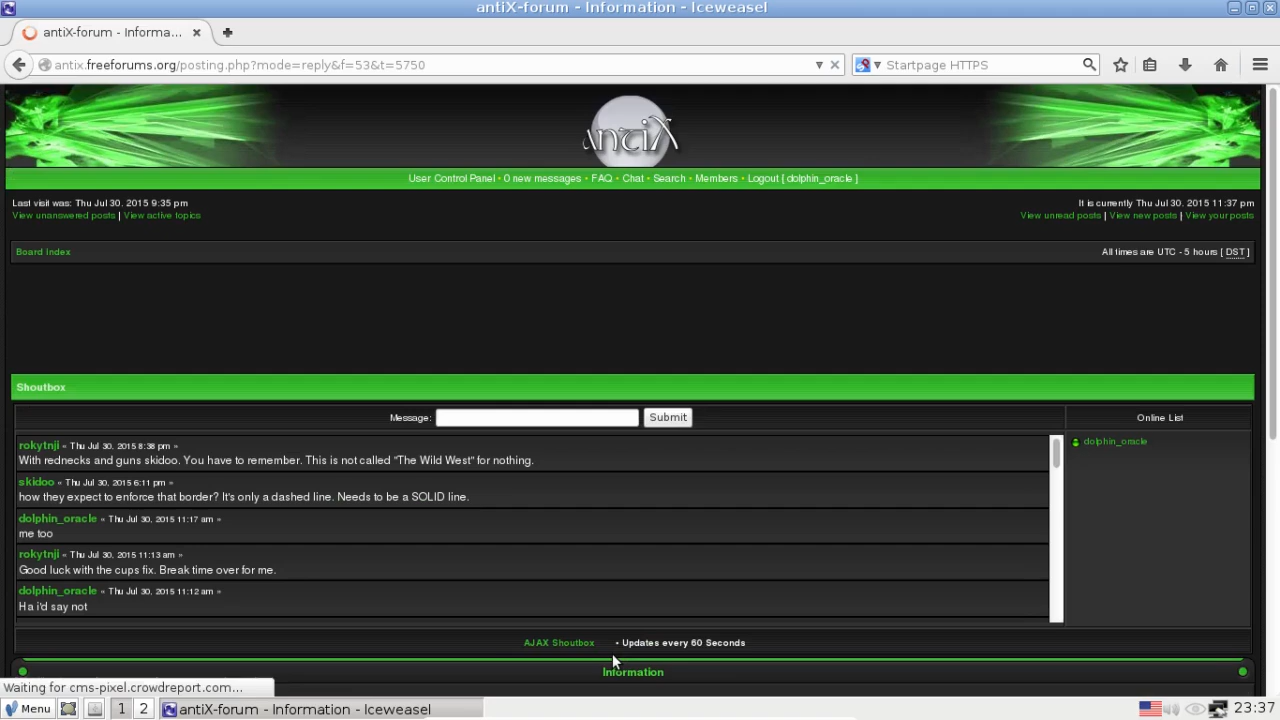 antiX-forum - Information - Iceweasel
antiX-forum - Informa...
antix.freeforums.org/posting.php?mode=reply&f=53&t=5750
Startpage HTTPS
antiX
User Control Panel • 0 new messages • FAQ • Chat • Search • Members • Logout [ dolphin_oracle ]
Last visit was: Thu Jul 30, 2015 9:35 pm
It is currently Thu Jul 30, 2015 11:37 pm
View unanswered posts | View active topics
View unread posts | View new posts | View your posts
Board Index
All times are UTC - 5 hours [ DST ]
Shoutbox
Message:
Submit
Online List
rokytnji « Thu Jul 30, 2015 8:38 pm »
dolphin_oracle
With rednecks and guns skidoo. You have to remember. This is not called "The Wild West" for nothing.
skidoo « Thu Jul 30, 2015 6:11 pm »
how they expect to enforce that border? It's only a dashed line. Needs to be a SOLID line.
dolphin_oracle « Thu Jul 30, 2015 11:17 am »
me too
rokytnji « Thu Jul 30, 2015 11:13 am »
Good luck with the cups fix. Break time over for me.
dolphin_oracle « Thu Jul 30, 2015 11:12 am »
Ha i'd say not
AJAX Shoutbox - Updates every 60 Seconds
Information
Waiting for cms-pixel.crowdreport.com...
Menu
1
2
antiX-forum - Information - Iceweasel
23:37